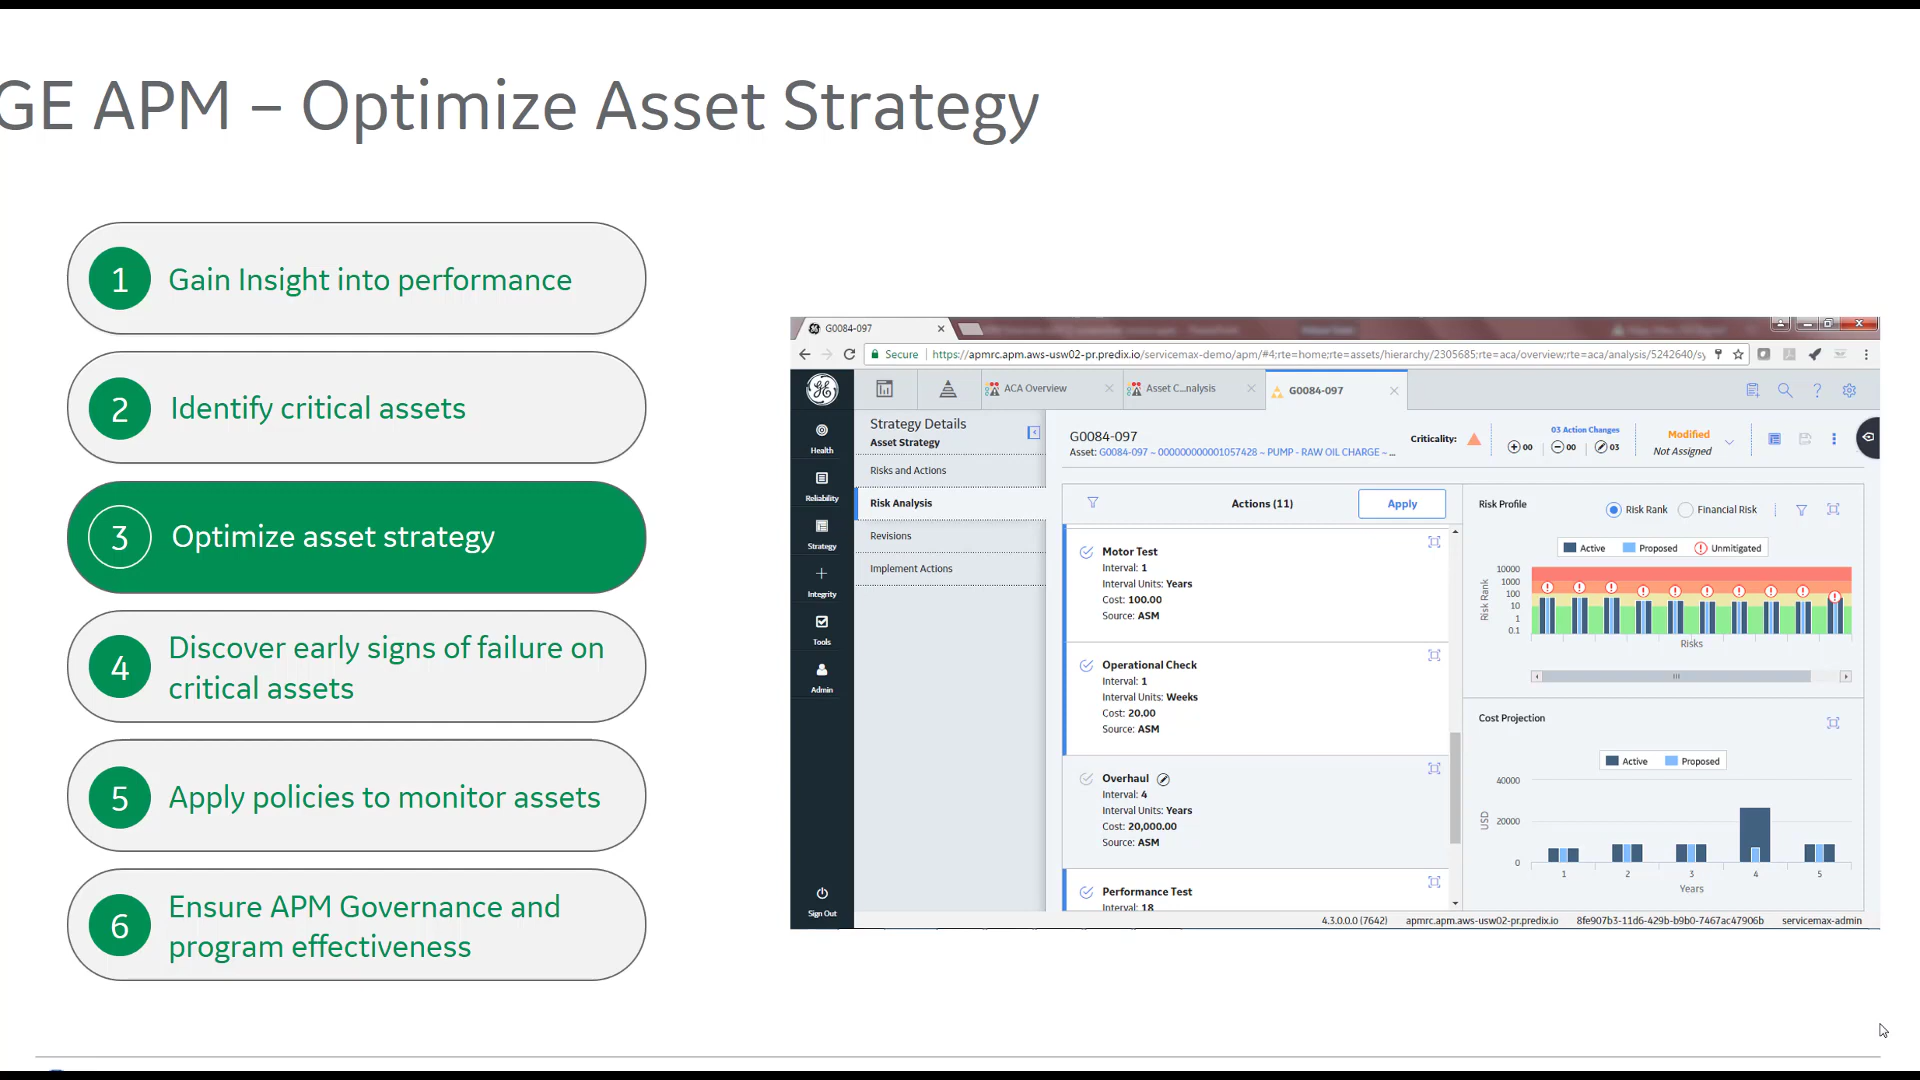 GE APM – Optimize Asset Strategy
1 Gain Insight into performance
2 Identify critical assets
3 Optimize asset strategy
4 Discover early signs of failure on
critical assets
5 Apply policies to monitor assets
6 Ensure APM Governance and
program effectiveness
G0084-097
Secure https://apmrc.apm.aws-usw02-pr.predix.io/servicemax-demo/apm/#4;rte=home;rte=assets/hierarchy/2305685;rte=aca/overview;rte=aca/analysis/5242640/sy
ACA Overview
Asset C...nalysis
G0084-097
Health
Reliability
Strategy
Integrity
Tools
Admin
Sign Out
Strategy Details
Asset Strategy
Risks and Actions
Risk Analysis
Revisions
Implement Actions
G0084-097
Asset: G0084-097 ~ 000000000001057428 ~ PUMP - RAW OIL CHARGE ~ ...
Criticality:
03 Action Changes
00 00 03
Modified
Not Assigned
Actions (11)
Apply
Motor Test
Interval: 1
Interval Units: Years
Cost: 100.00
Source: ASM
Operational Check
Interval: 1
Interval Units: Weeks
Cost: 20.00
Source: ASM
Overhaul
Interval: 4
Interval Units: Years
Cost: 20,000.00
Source: ASM
Performance Test
Interval: 18
Risk Profile
Risk Rank Financial Risk
Active Proposed Unmitigated
Risk Rank
10000
1000
100
10
1
0.1
Risks
Cost Projection
Active Proposed
USD
40000
20000
0
1 2 3 4 5
Years
4.3.0.0.0 (7642) apmrc.apm.aws-usw02-pr.predix.io 8fe907b3-11d6-429b-b9b0-7467ac47906b servicemax-admin